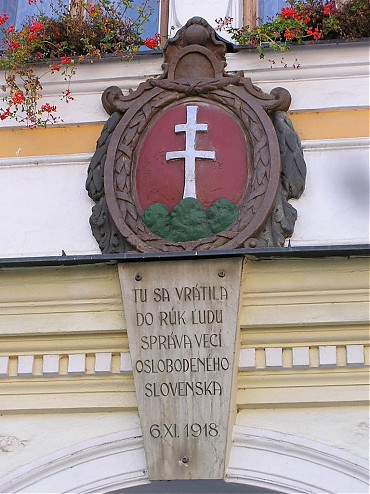 TU SA VRÁTILA
DO RÚK ĽUDU
SPRÁVA VECÍ
OSLOBODENÉHO
SLOVENSKA
6.XI.1918.